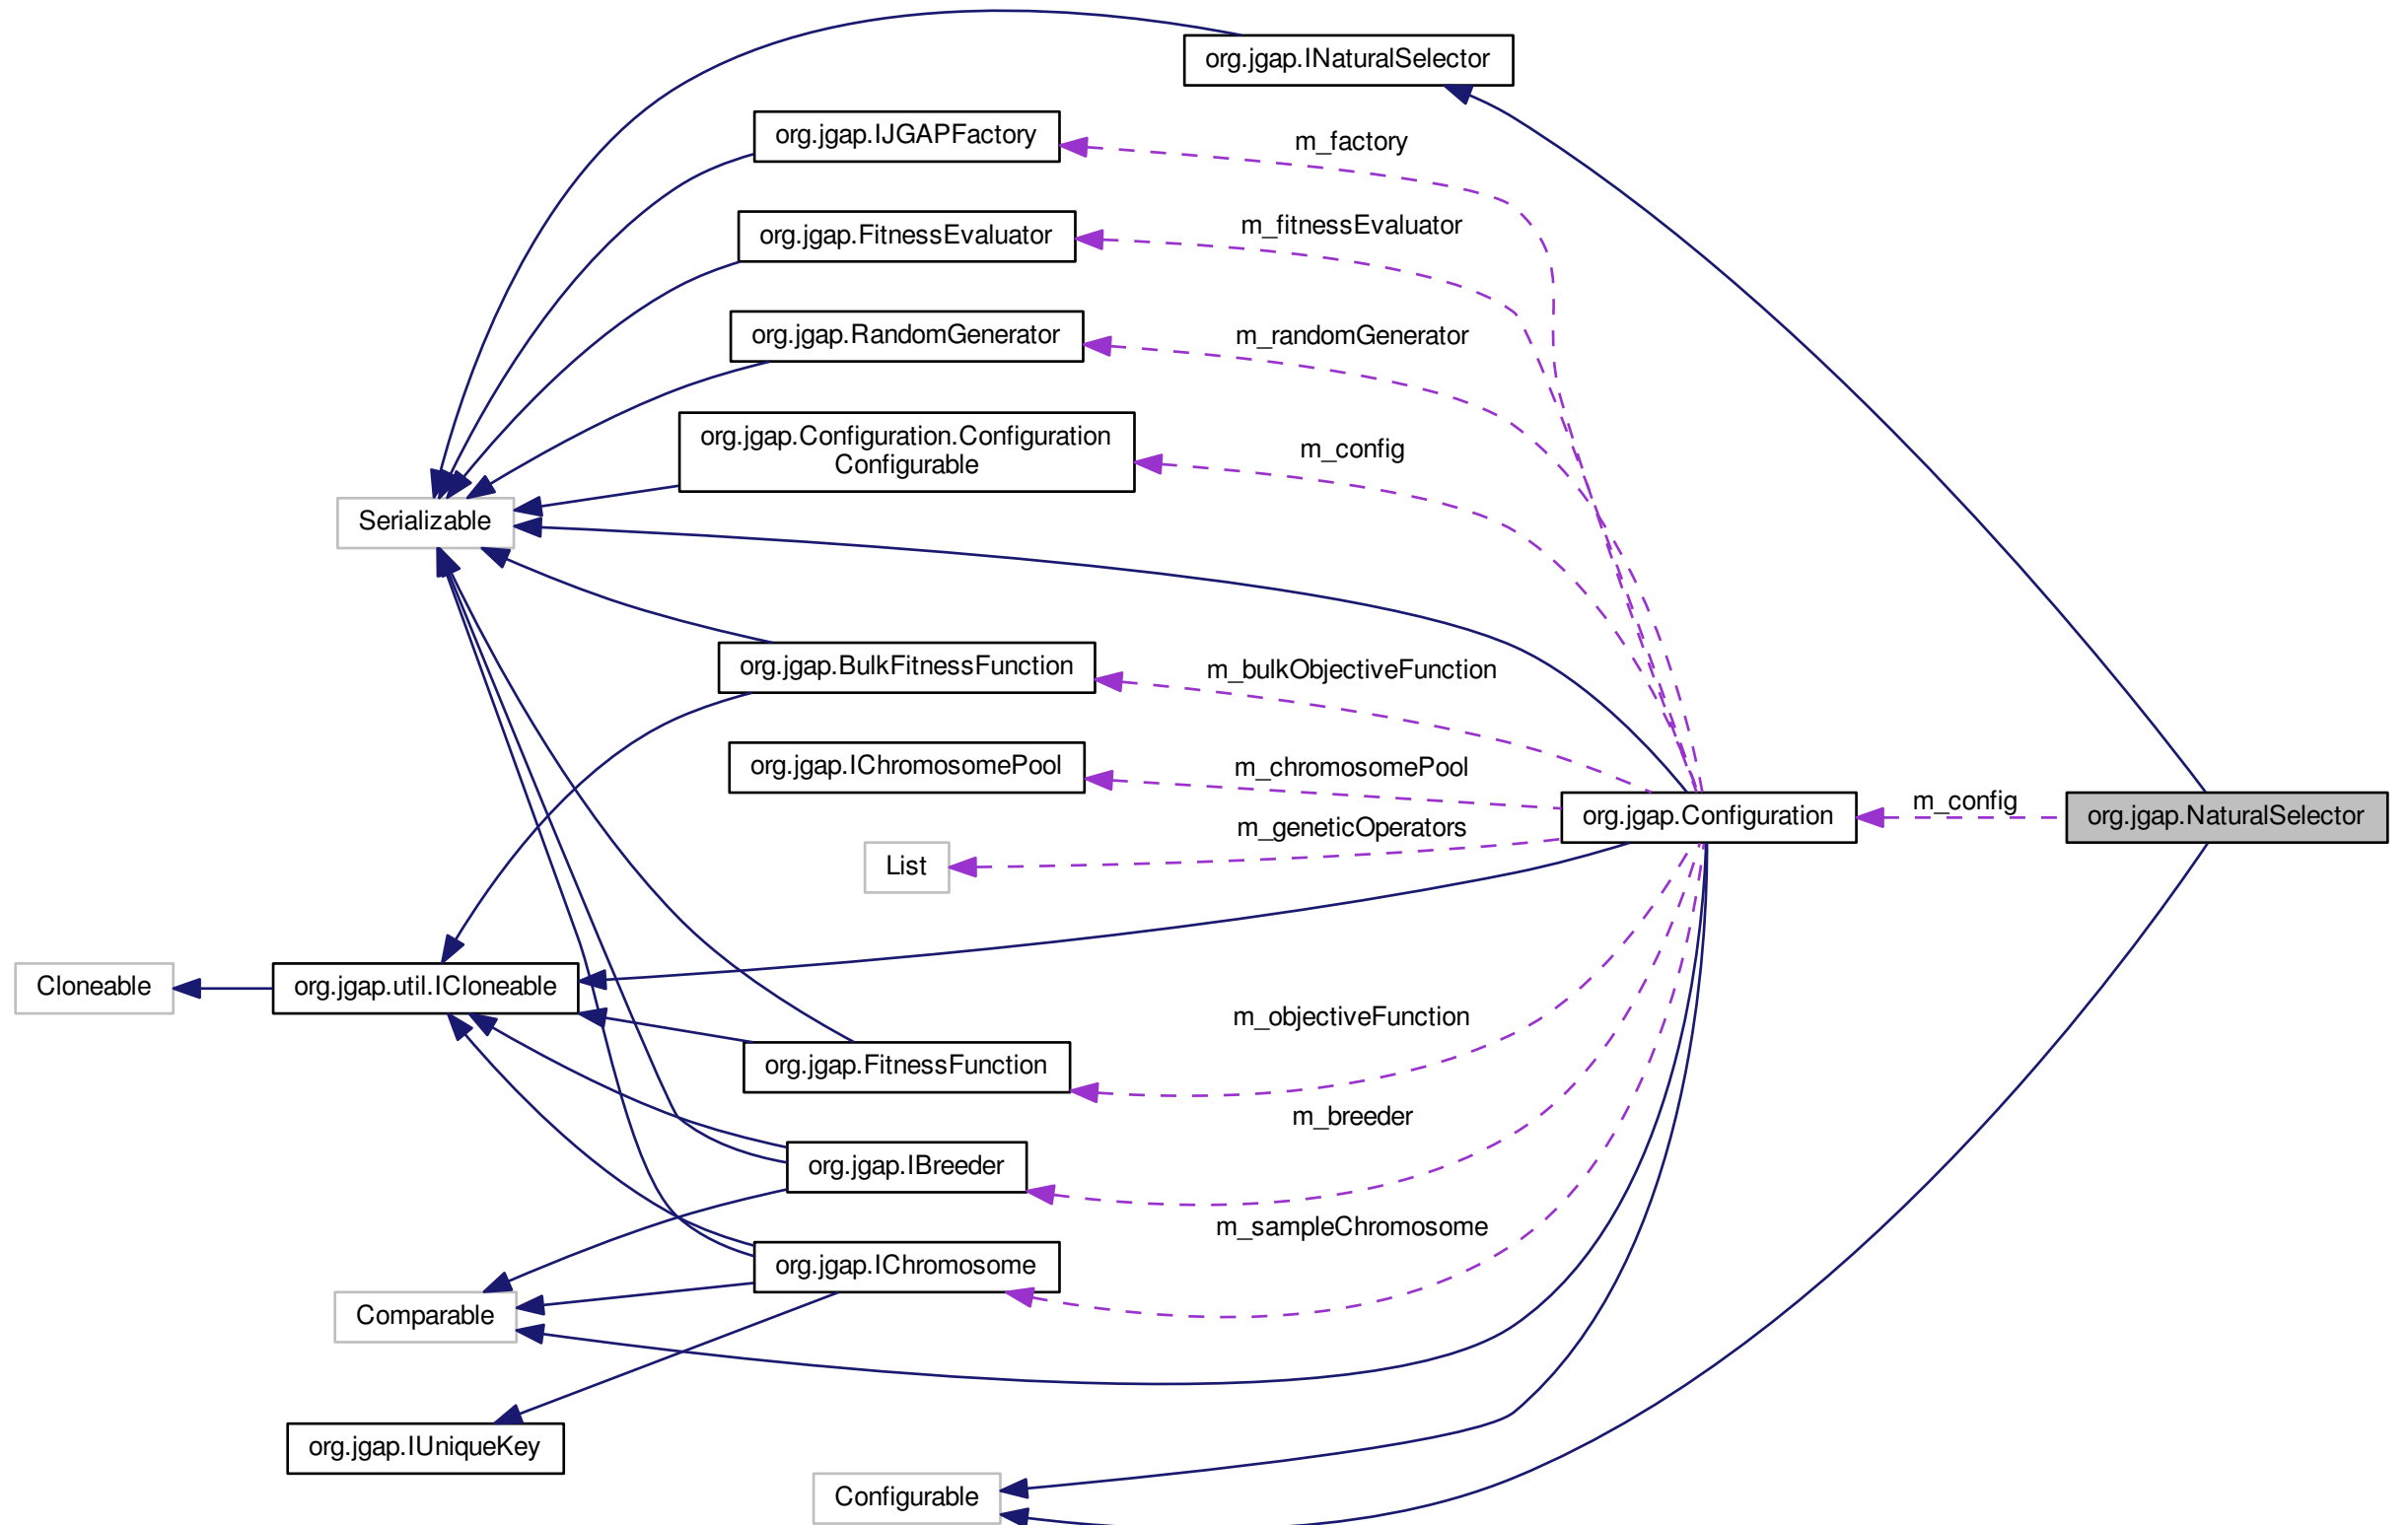 org.jgap.INaturalSelector
org.jgap.IJGAPFactory
m_factory
org.jgap.FitnessEvaluator
m_fitnessEvaluator
org.jgap.RandomGenerator
m_randomGenerator
org.jgap.Configuration.Configuration
Configurable
m_config
Serializable
org.jgap.BulkFitnessFunction
m_bulkObjectiveFunction
org.jgap.IChromosomePool
m_chromosomePool
org.jgap.Configuration
m_config
org.jgap.NaturalSelector
m_geneticOperators
List
Cloneable
org.jgap.util.ICloneable
m_objectiveFunction
org.jgap.FitnessFunction
m_breeder
org.jgap.IBreeder
m_sampleChromosome
org.jgap.IChromosome
Comparable
org.jgap.IUniqueKey
Configurable